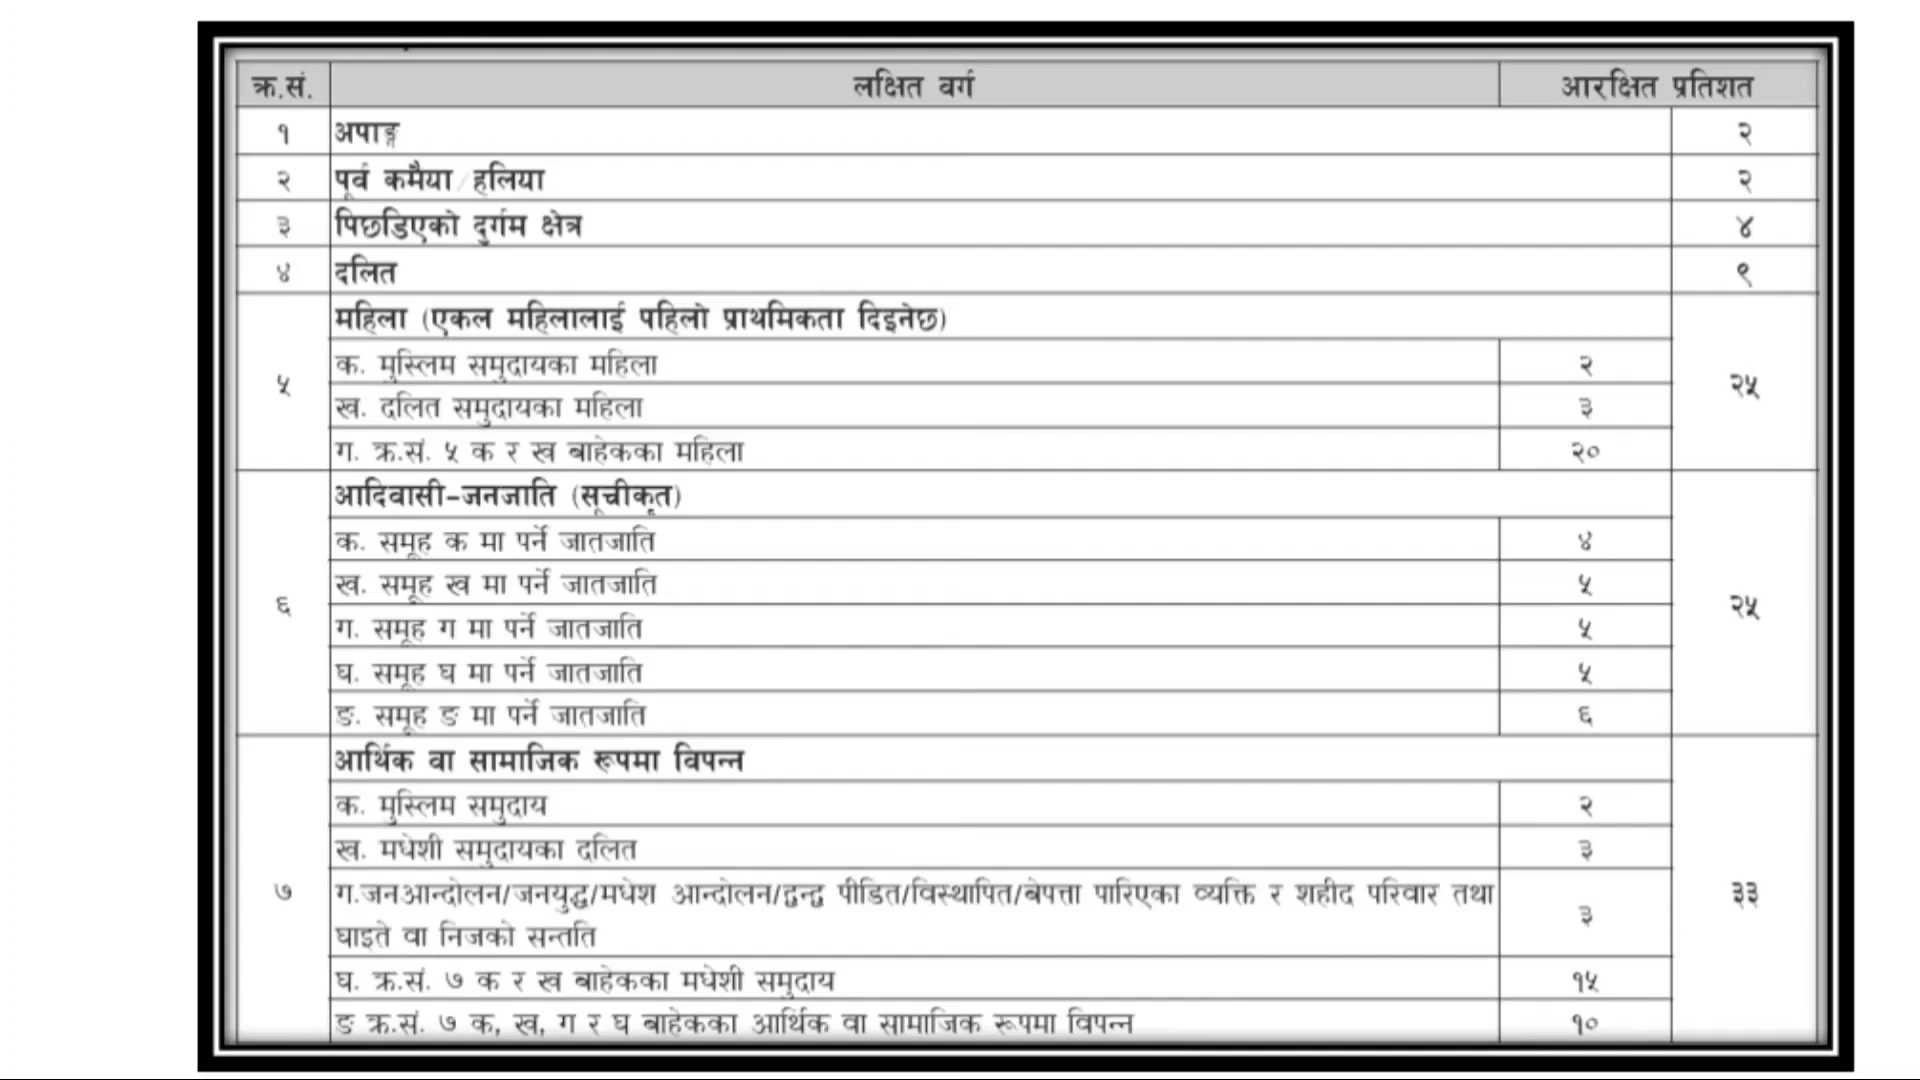 क्र.सं. लक्षित वर्ग आरक्षित प्रतिशत
१ अपाङ्ग २
२ पूर्व कमैया/हलिया २
३ पिछडिएको दुर्गम क्षेत्र ४
४ दलित ९
महिला (एकल महिलालाई पहिलो प्राथमिकता दिइनेछ)
क. मुस्लिम समुदायका महिला २
५ २५
ख. दलित समुदायका महिला ३
ग. क्र.सं. ५ क र ख बाहेकका महिला २०
आदिवासी-जनजाति (सूचीकृत)
क. समूह क मा पर्ने जातजाति ४
ख. समूह ख मा पर्ने जातजाति ५
६ २५
ग. समूह ग मा पर्ने जातजाति ५
घ. समूह घ मा पर्ने जातजाति ५
ङ. समूह ङ मा पर्ने जातजाति ६
आर्थिक वा सामाजिक रूपमा विपन्न
क. मुस्लिम समुदाय २
ख. मधेशी समुदायका दलित ३
७ ग.जनआन्दोलन/जनयुद्ध/मधेश आन्दोलन/द्वन्द्व पीडित/विस्थापित/बेपत्ता पारिएका व्यक्ति र शहीद परिवार तथा ३ ३३
घाइते वा निजको सन्तति
घ. क्र.सं. ७ क र ख बाहेकका मधेशी समुदाय १५
ङ क्र.सं. ७ क, ख, ग र घ बाहेकका आर्थिक वा सामाजिक रूपमा विपन्न १०